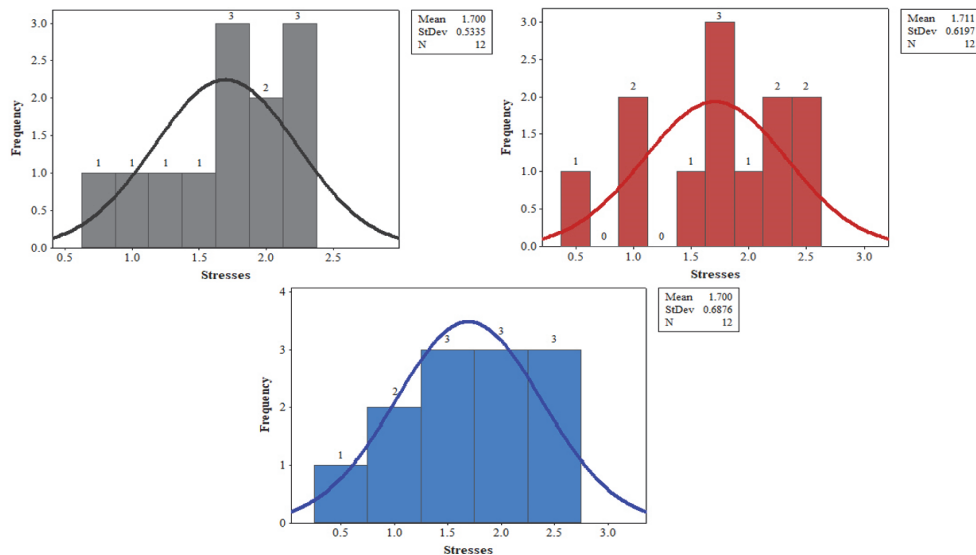 3 3
3.0
2.5
2
2.0
1.5
1 1 1 1
1.0
0.5
0.0
Frequency
0.5 1.0 1.5 2.0 2.5
Stresses
Mean 1.700
StDev 0.5335
N 12
3
3.0
2.5
2 2 2
2.0
1.5
1 1 1
1.0
0.5
0 0
0.0
Frequency
0.5 1.0 1.5 2.0 2.5 3.0
Stresses
Mean 1.711
StDev 0.6197
N 12
4
3 3 3
3
2
2
1
1
0
Frequency
0.5 1.0 1.5 2.0 2.5 3.0
Stresses
Mean 1.700
StDev 0.6876
N 12